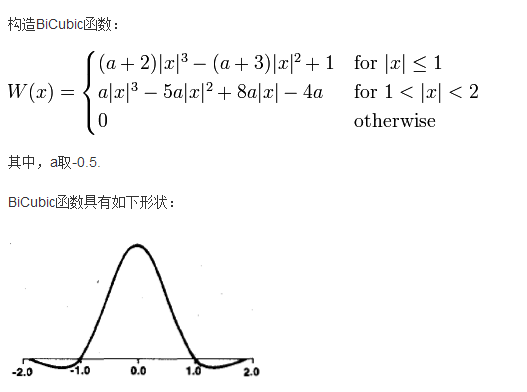 构造BiCubic函数：
W(x) = { (a + 2)|x|³ − (a + 3)|x|² + 1 for |x| ≤ 1
a|x|³ − 5a|x|² + 8a|x| − 4a for 1 < |x| < 2
0 otherwise
其中，a取-0.5.
BiCubic函数具有如下形状：
-2.0 -1.0 0.0 1.0 2.0